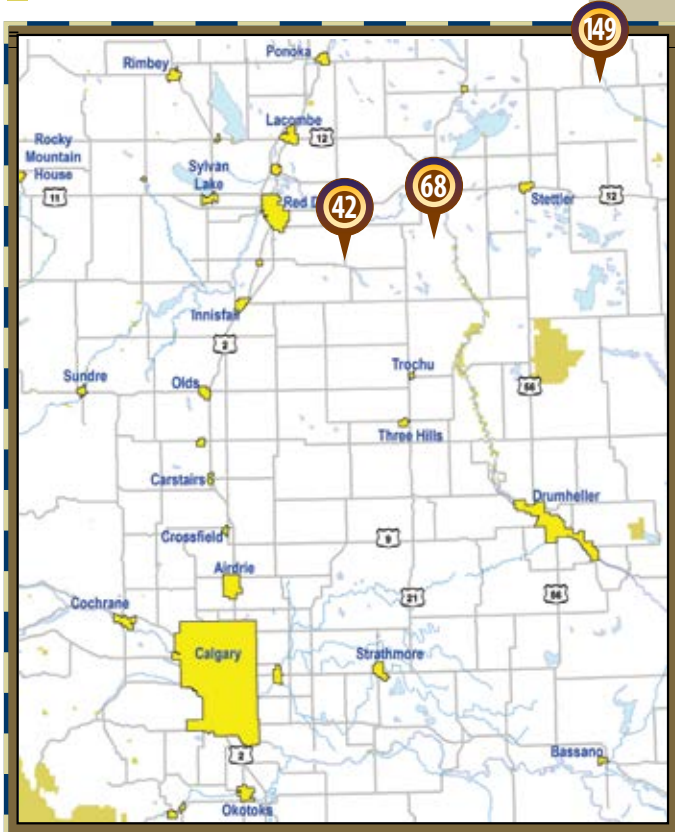 149
Ponoka
Rimbey
Lacombe
12
Rocky
Mountain
House
Sylvan
Lake
11
Red D
42
68
Stettler
12
Innisfail
2
Trochu
Sundre
Olds
56
Three Hills
Carstairs
Drumheller
Crossfield
9
Airdrie
21
56
Cochrane
Calgary
Strathmore
2
Bassano
Okotoks